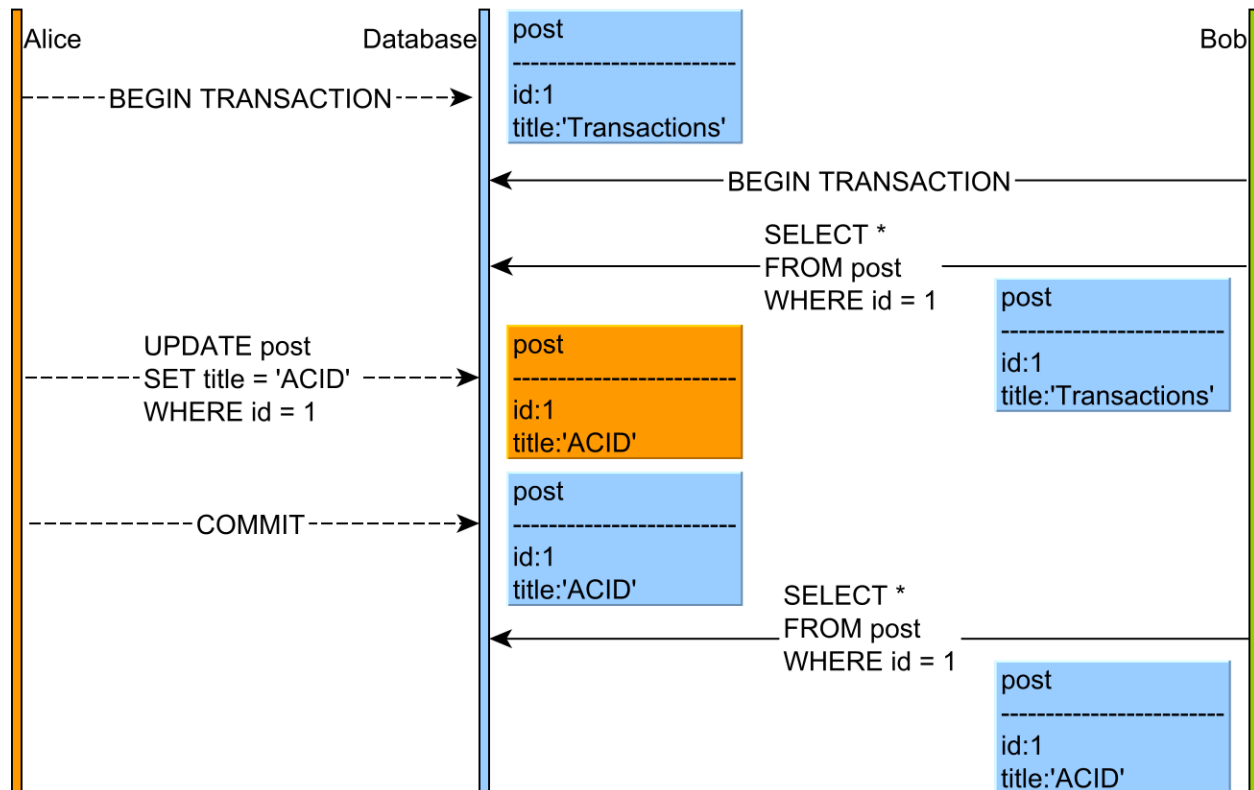 Alice
Database
Bob
post
-------------------------
id:1
title:'Transactions'
BEGIN TRANSACTION
BEGIN TRANSACTION
SELECT *
FROM post
WHERE id = 1
post
-------------------------
id:1
title:'Transactions'
UPDATE post
SET title = 'ACID'
WHERE id = 1
post
-------------------------
id:1
title:'ACID'
COMMIT
post
-------------------------
id:1
title:'ACID'
SELECT *
FROM post
WHERE id = 1
post
-------------------------
id:1
title:'ACID'